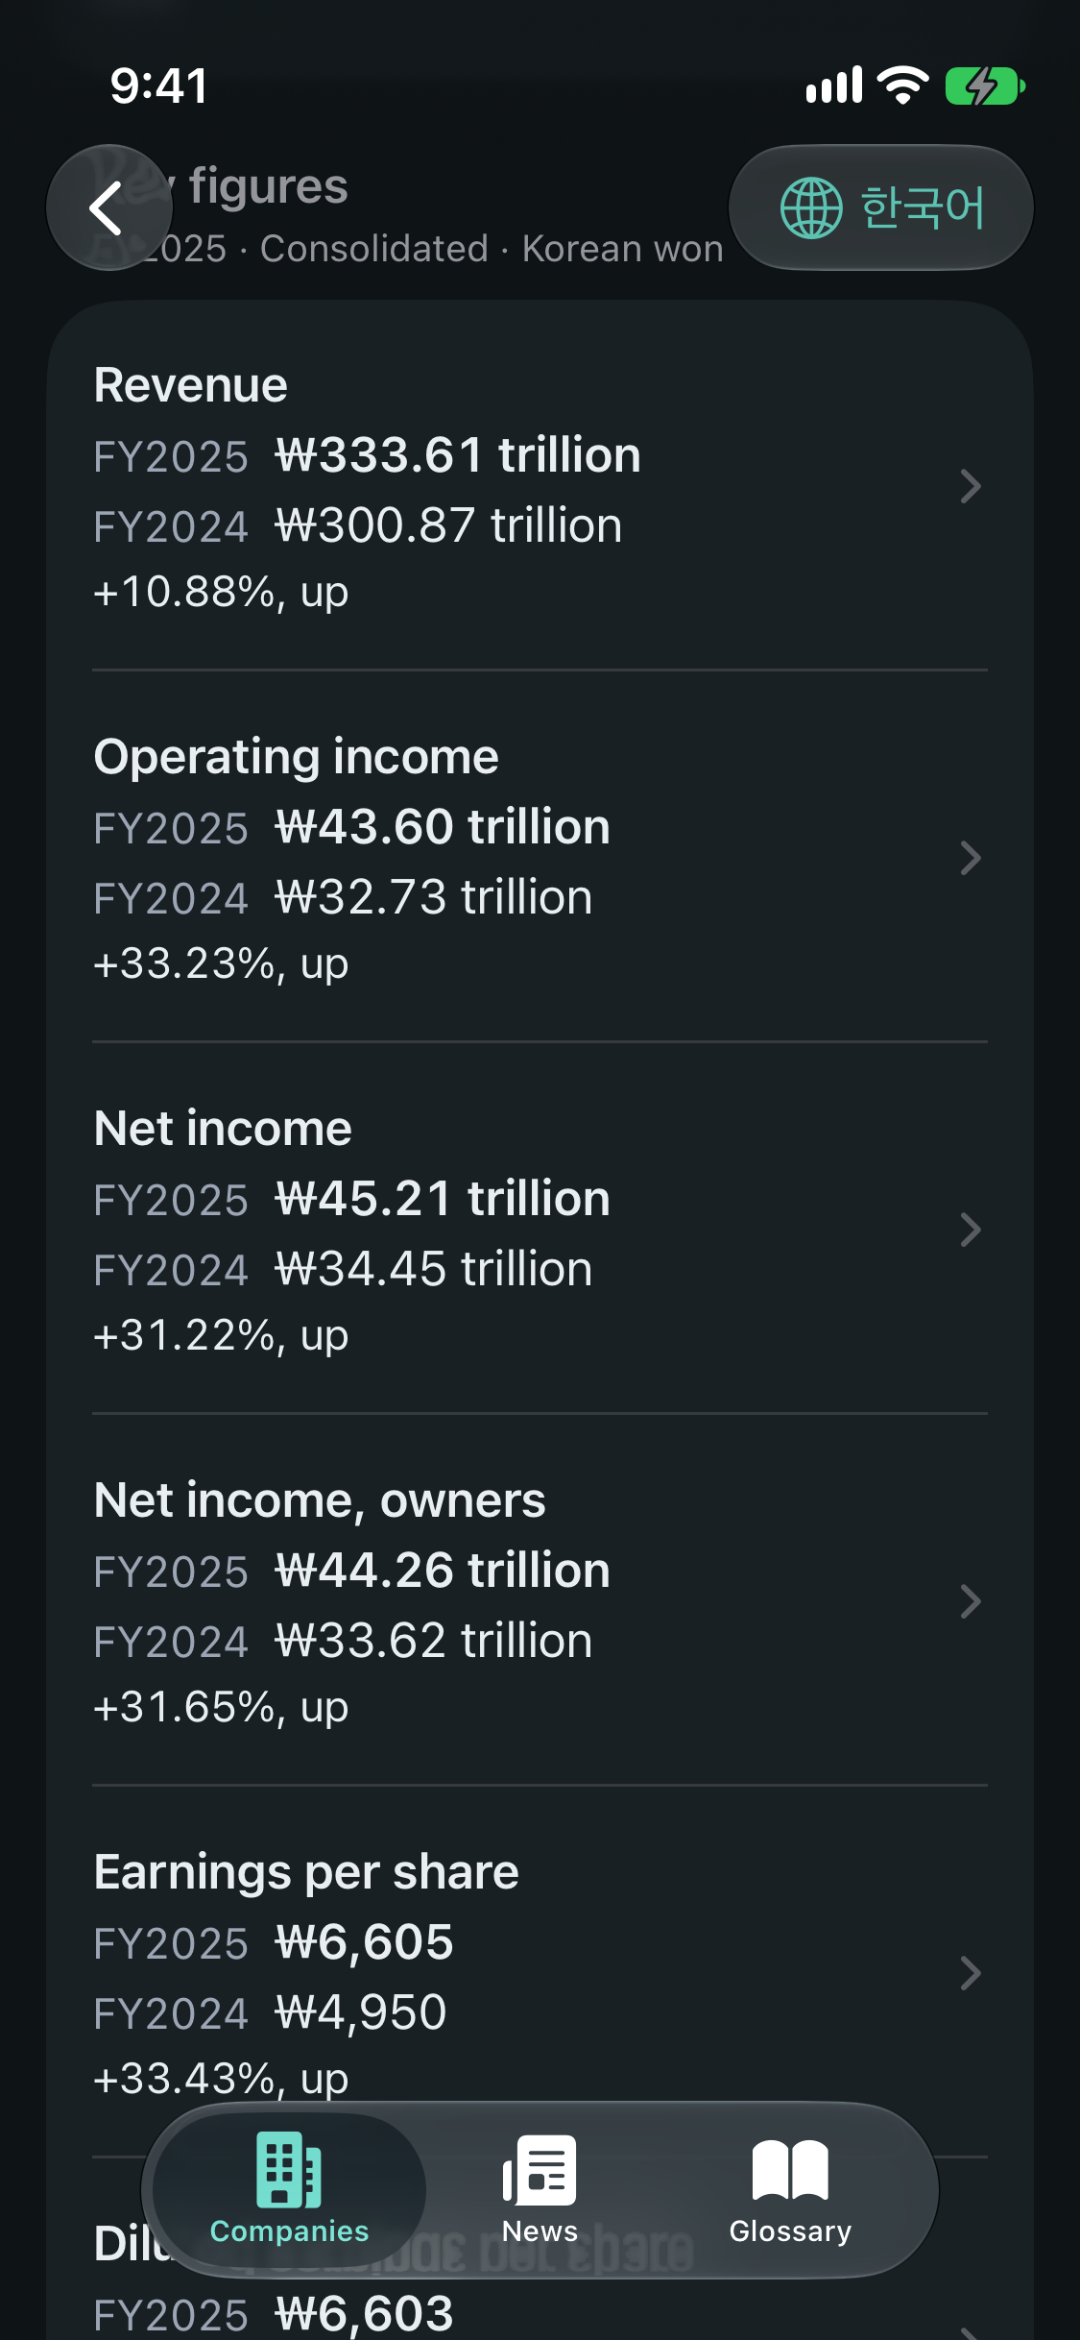 9:41
figures
한국어
2025 · Consolidated · Korean won
Revenue
FY2025 ₩333.61 trillion
FY2024 ₩300.87 trillion
+10.88%, up
Operating income
FY2025 ₩43.60 trillion
FY2024 ₩32.73 trillion
+33.23%, up
Net income
FY2025 ₩45.21 trillion
FY2024 ₩34.45 trillion
+31.22%, up
Net income, owners
FY2025 ₩44.26 trillion
FY2024 ₩33.62 trillion
+31.65%, up
Earnings per share
FY2025 ₩6,605
FY2024 ₩4,950
+33.43%, up
Companies
News
Glossary
FY2025 ₩6,603